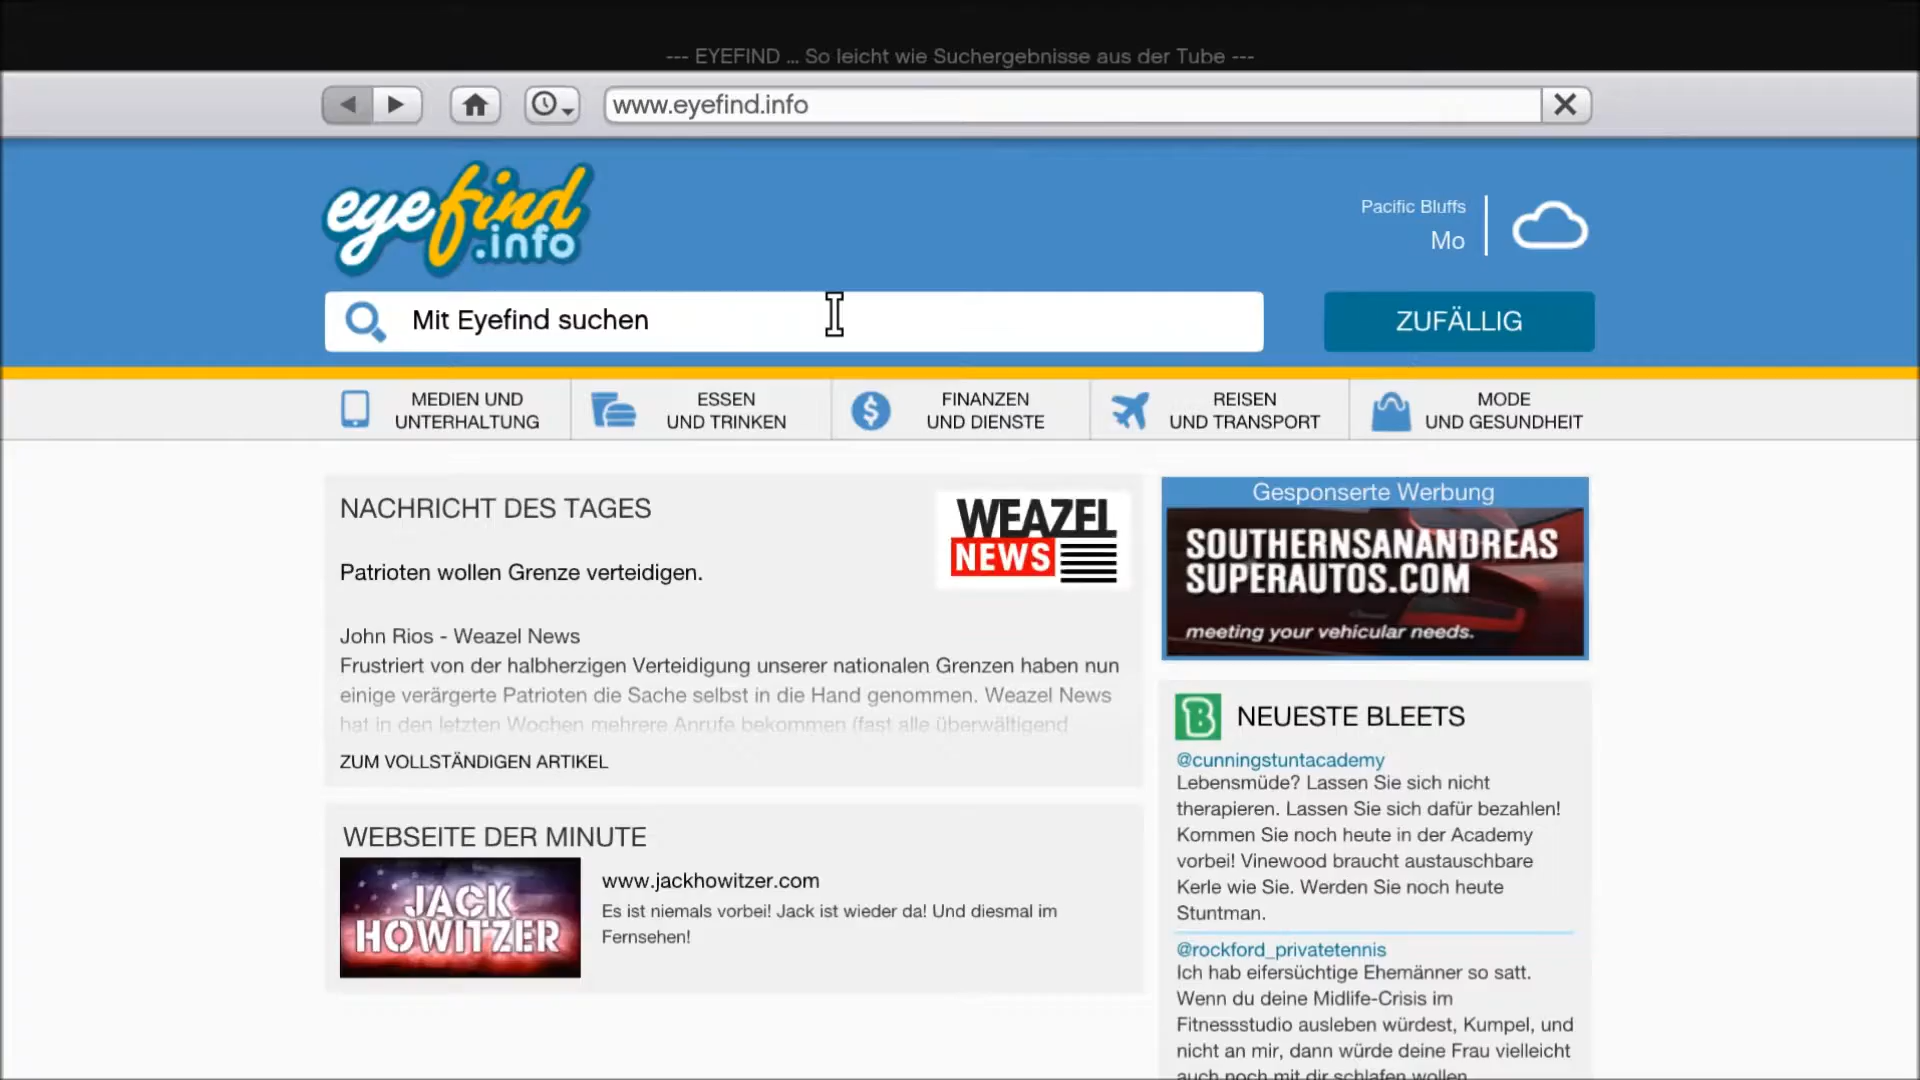 --- EYEFIND ... So leicht wie Suchergebnisse aus der Tube ---
www.eyefind.info
eyefind
.info
Pacific Bluffs
Mo
Mit Eyefind suchen
ZUFÄLLIG
MEDIEN UND
UNTERHALTUNG
ESSEN
UND TRINKEN
FINANZEN
UND DIENSTE
REISEN
UND TRANSPORT
MODE
UND GESUNDHEIT
NACHRICHT DES TAGES
WEAZEL
NEWS
Patrioten wollen Grenze verteidigen.
John Rios - Weazel News
Frustriert von der halbherzigen Verteidigung unserer nationalen Grenzen haben nun
einige verärgerte Patrioten die Sache selbst in die Hand genommen. Weazel News
hat in den letzten Wochen mehrere Anrufe bekommen (fast alle überwältigend
ZUM VOLLSTÄNDIGEN ARTIKEL
WEBSEITE DER MINUTE
JACK
HOWITZER
www.jackhowitzer.com
Es ist niemals vorbei! Jack ist wieder da! Und diesmal im
Fernsehen!
Gesponserte Werbung
SOUTHERNSANANDREAS
SUPERAUTOS.COM
meeting your vehicular needs.
B
NEUESTE BLEETS
@cunningstuntacademy
Lebensmüde? Lassen Sie sich nicht
therapieren. Lassen Sie sich dafür bezahlen!
Kommen Sie noch heute in der Academy
vorbei! Vinewood braucht austauschbare
Kerle wie Sie. Werden Sie noch heute
Stuntman.
@rockford_privatetennis
Ich hab eifersüchtige Ehemänner so satt.
Wenn du deine Midlife-Crisis im
Fitnessstudio ausleben würdest, Kumpel, und
nicht an mir, dann würde deine Frau vielleicht
auch noch mit dir schlafen wollen.